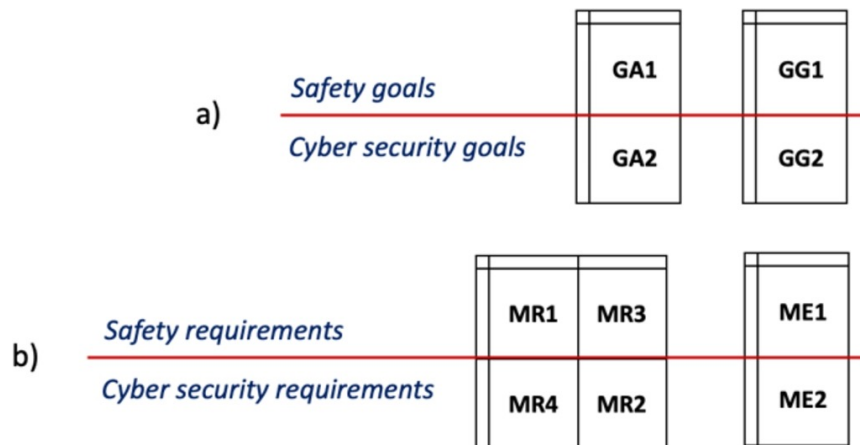 GA1 GG1
Safety goals
a)
Cyber security goals
GA2 GG2
MR1 MR3 ME1
Safety requirements
b)
Cyber security requirements
MR4 MR2 ME2